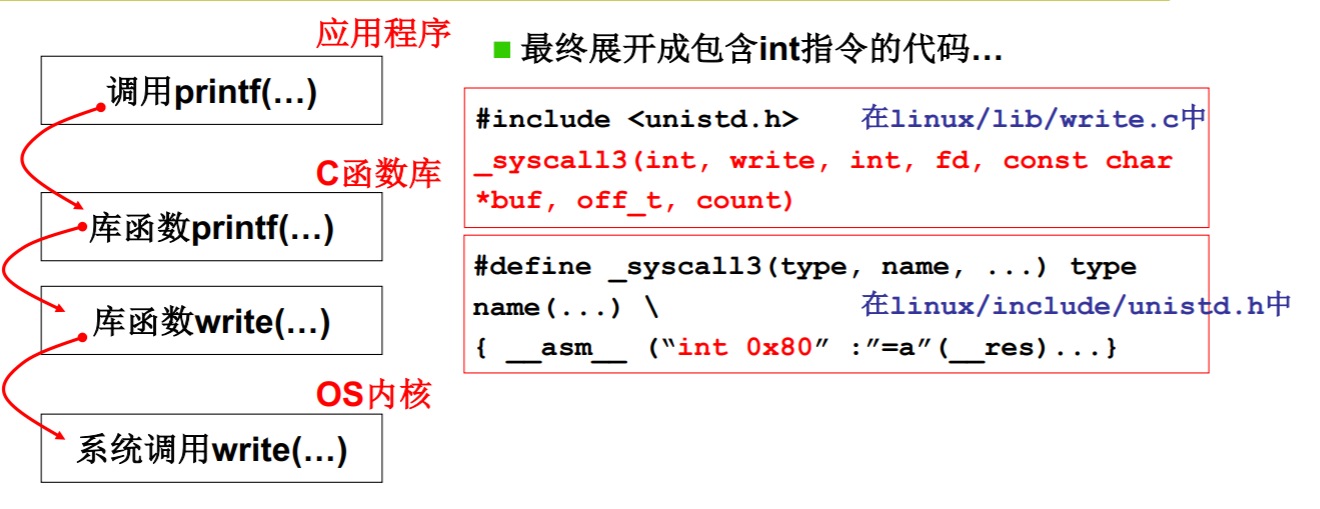 应用程序
调用printf(…)
C函数库
库函数printf(…)
库函数write(…)
OS内核
系统调用write(…)
■ 最终展开成包含int指令的代码…
#include <unistd.h> 在linux/lib/write.c中
_syscall3(int, write, int, fd, const char
*buf, off_t, count)
#define _syscall3(type, name, ...) type
name(...) \ 在linux/include/unistd.h中
{ __asm__ (“int 0x80” :”=a”(__res)...}